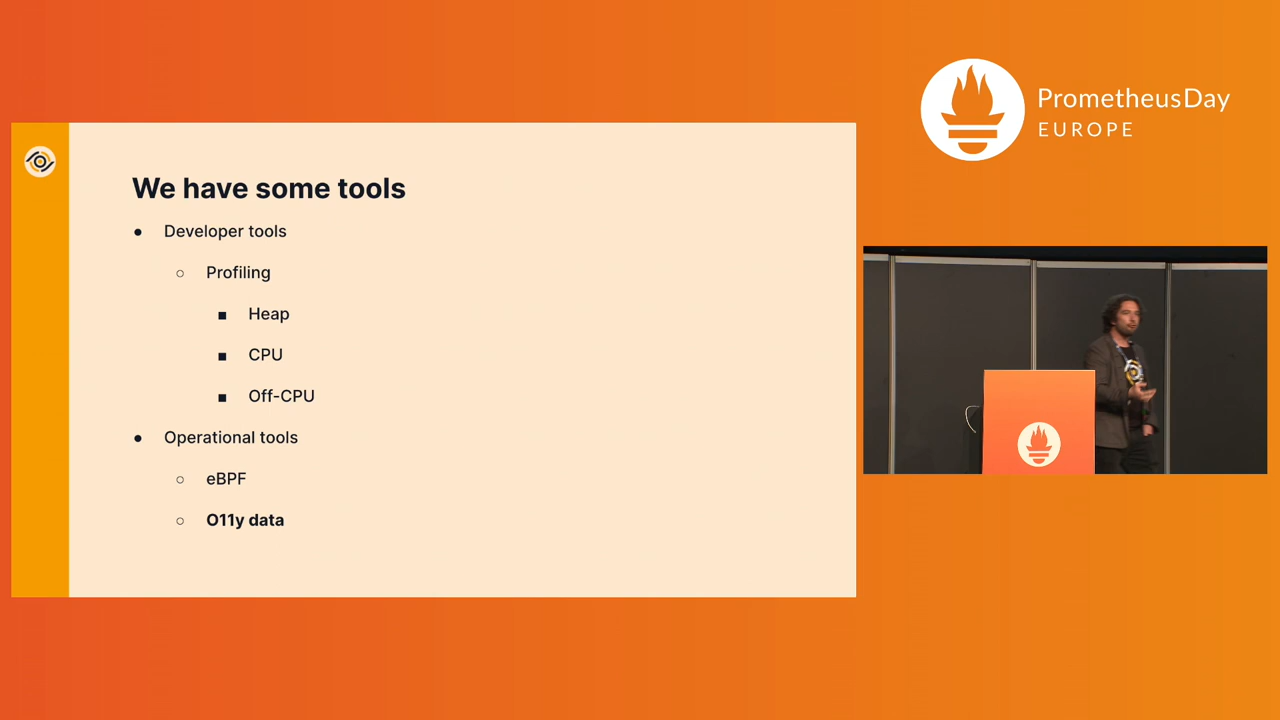 PrometheusDay
EUROPE
We have some tools
● Developer tools
○ Profiling
■ Heap
■ CPU
■ Off-CPU
● Operational tools
○ eBPF
○ O11y data